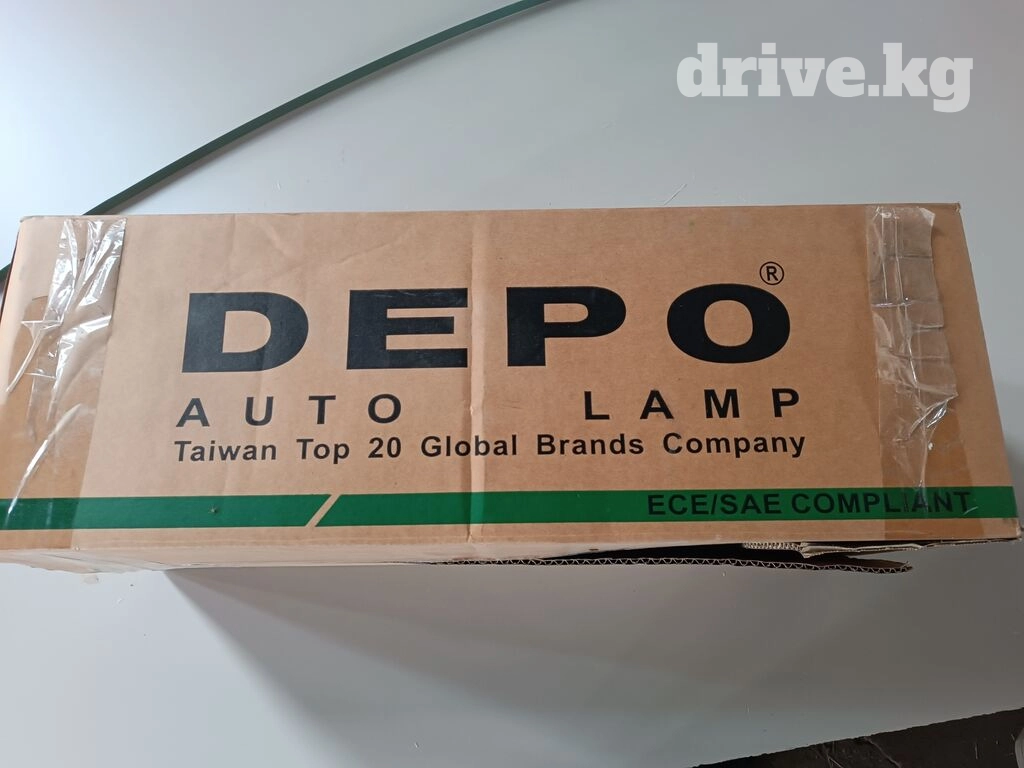 drive.kg
DEPO®
AUTO LAMP
Taiwan Top 20 Global Brands Company
ECE/SAE COMPLIANT